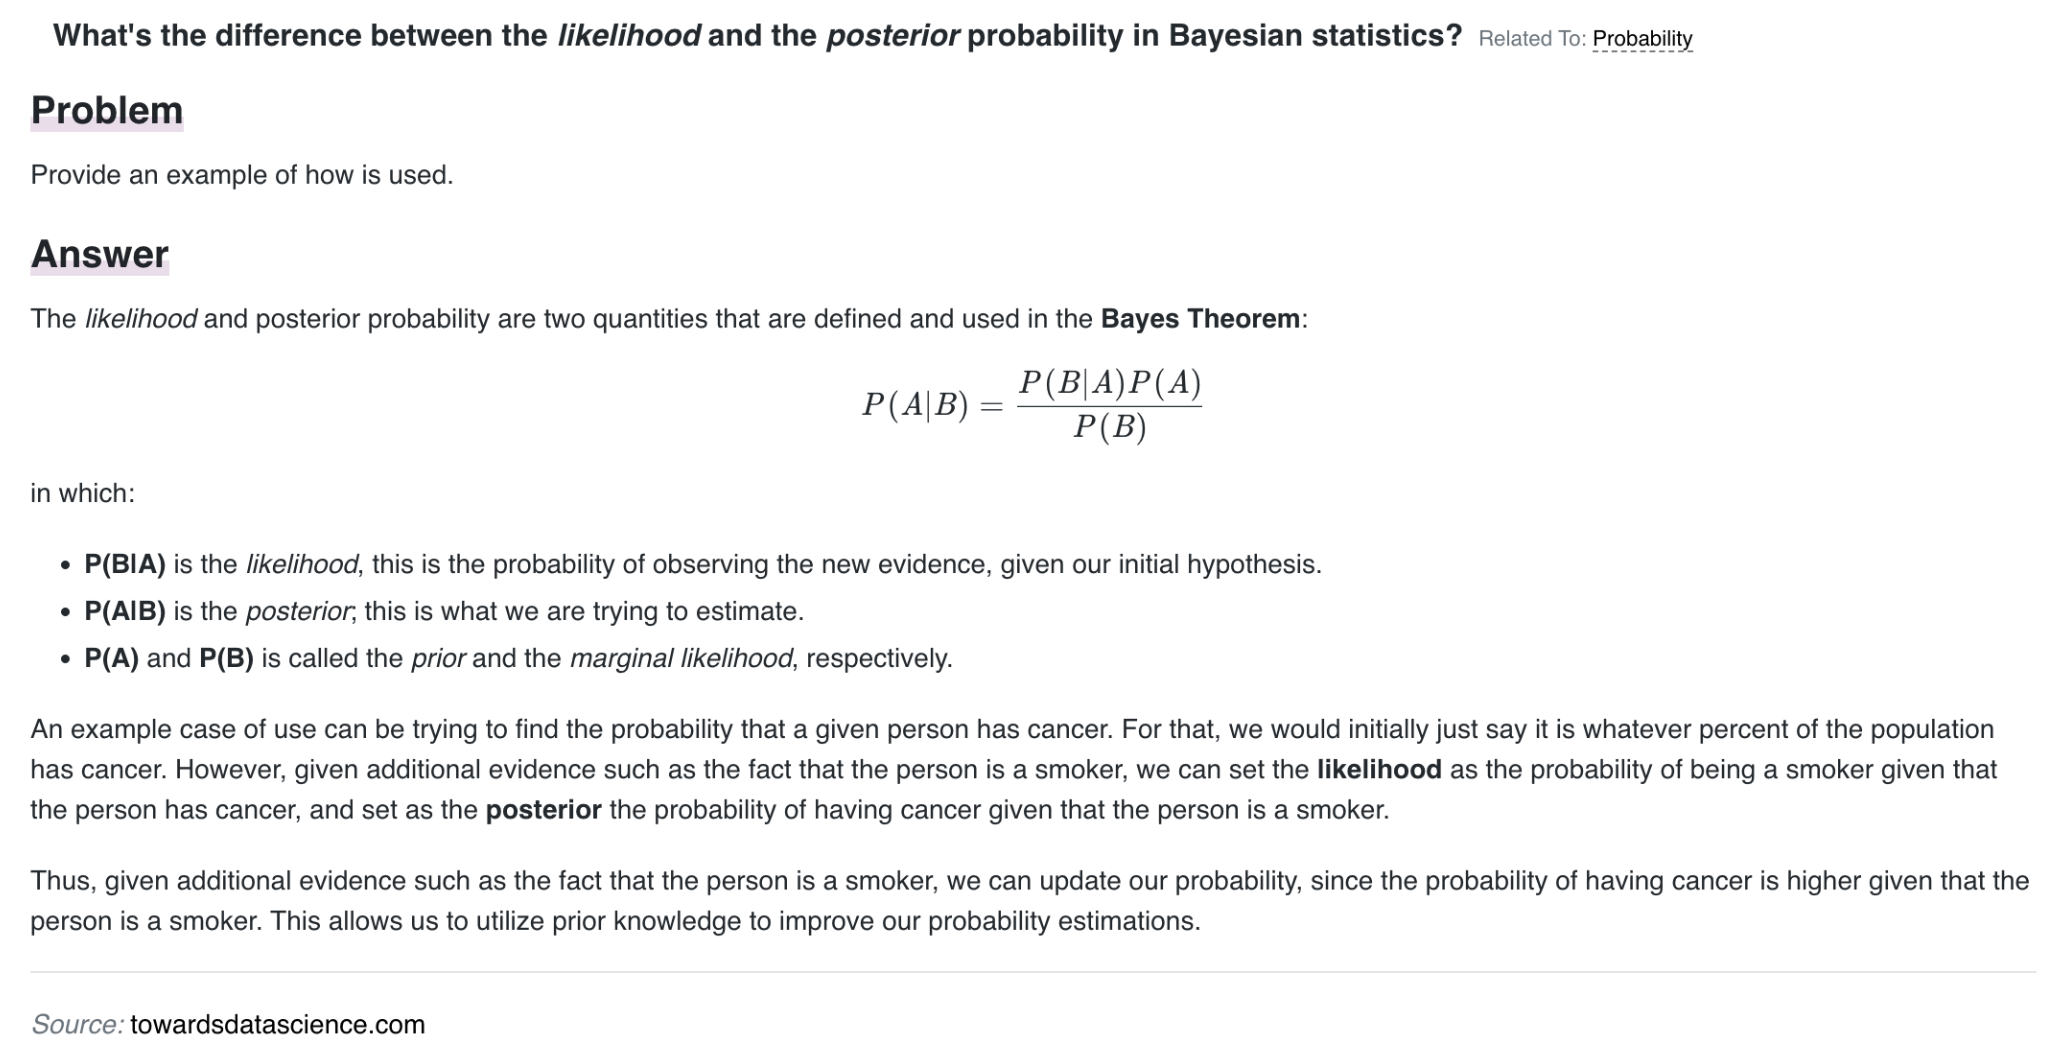 What's the difference between the likelihood and the posterior probability in Bayesian statistics? Related To: Probability
Problem
Provide an example of how is used.
Answer
The likelihood and posterior probability are two quantities that are defined and used in the Bayes Theorem:
P(A|B) = P(B|A)P(A) / P(B)
in which:
• P(B|A) is the likelihood, this is the probability of observing the new evidence, given our initial hypothesis.
• P(A|B) is the posterior; this is what we are trying to estimate.
• P(A) and P(B) is called the prior and the marginal likelihood, respectively.
An example case of use can be trying to find the probability that a given person has cancer. For that, we would initially just say it is whatever percent of the population
has cancer. However, given additional evidence such as the fact that the person is a smoker, we can set the likelihood as the probability of being a smoker given that
the person has cancer, and set as the posterior the probability of having cancer given that the person is a smoker.
Thus, given additional evidence such as the fact that the person is a smoker, we can update our probability, since the probability of having cancer is higher given that the
person is a smoker. This allows us to utilize prior knowledge to improve our probability estimations.
Source: towardsdatascience.com